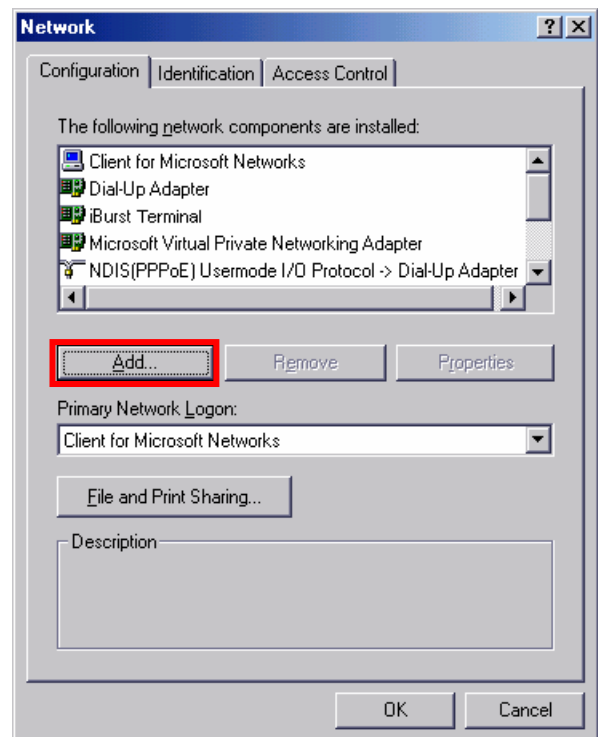 Network
Configuration Identification Access Control
The following network components are installed:
Client for Microsoft Networks
Dial-Up Adapter
iBurst Terminal
Microsoft Virtual Private Networking Adapter
NDIS(PPPoE) Usermode I/O Protocol -> Dial-Up Adapter
Add... Remove Properties
Primary Network Logon:
Client for Microsoft Networks
File and Print Sharing...
Description
OK Cancel